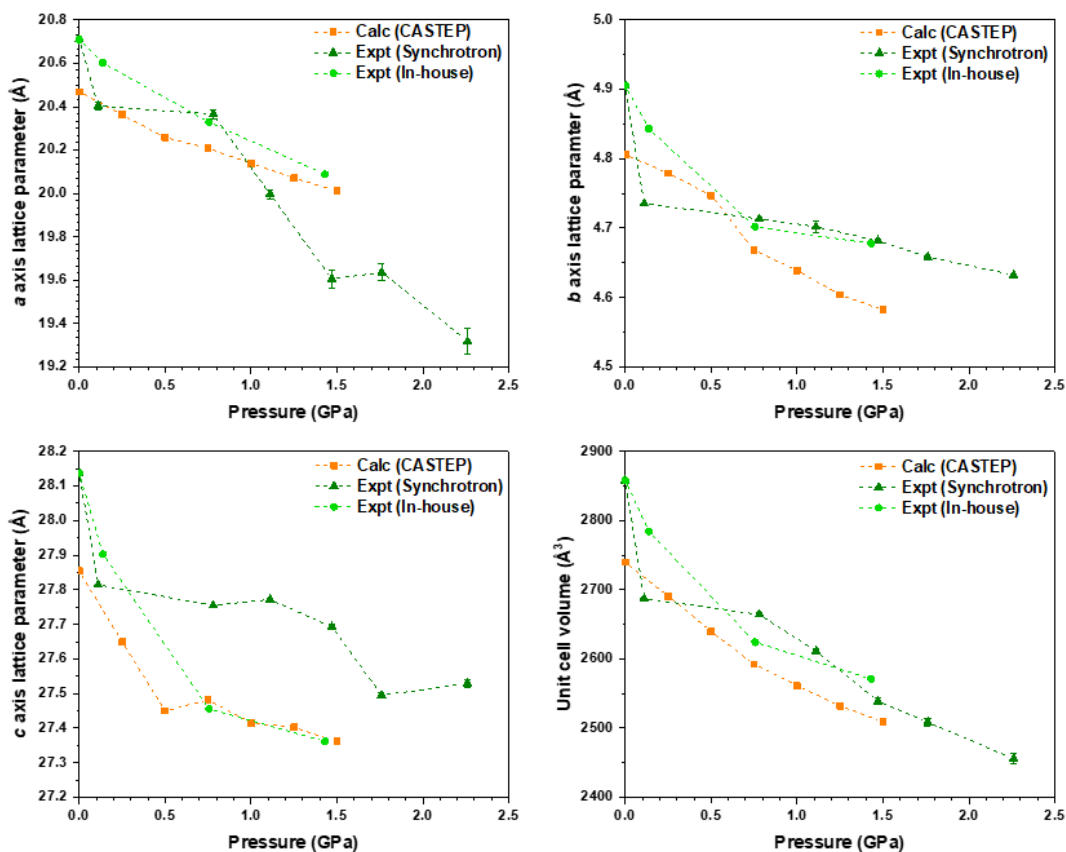 20.8
20.6
20.4
20.2
20.0
19.8
19.6
19.4
19.2
a axis lattice parameter (Å)
0.0 0.5 1.0 1.5 2.0 2.5
Pressure (GPa)
Calc (CASTEP)
Expt (Synchrotron)
Expt (In-house)
5.0
4.9
4.8
4.7
4.6
4.5
b axis lattice paramter (Å)
0.0 0.5 1.0 1.5 2.0 2.5
Pressure (GPa)
Calc (CASTEP)
Expt (Synchrotron)
Expt (In-house)
28.2
28.1
28.0
27.9
27.8
27.7
27.6
27.5
27.4
27.3
27.2
c axis lattice parameter (Å)
0.0 0.5 1.0 1.5 2.0 2.5
Pressure (GPa)
Calc (CASTEP)
Expt (Synchrotron)
Expt (In-house)
2900
2800
2700
2600
2500
2400
Unit cell volume (Å³)
0.0 0.5 1.0 1.5 2.0 2.5
Pressure (GPa)
Calc (CASTEP)
Expt (Synchrotron)
Expt (In-house)